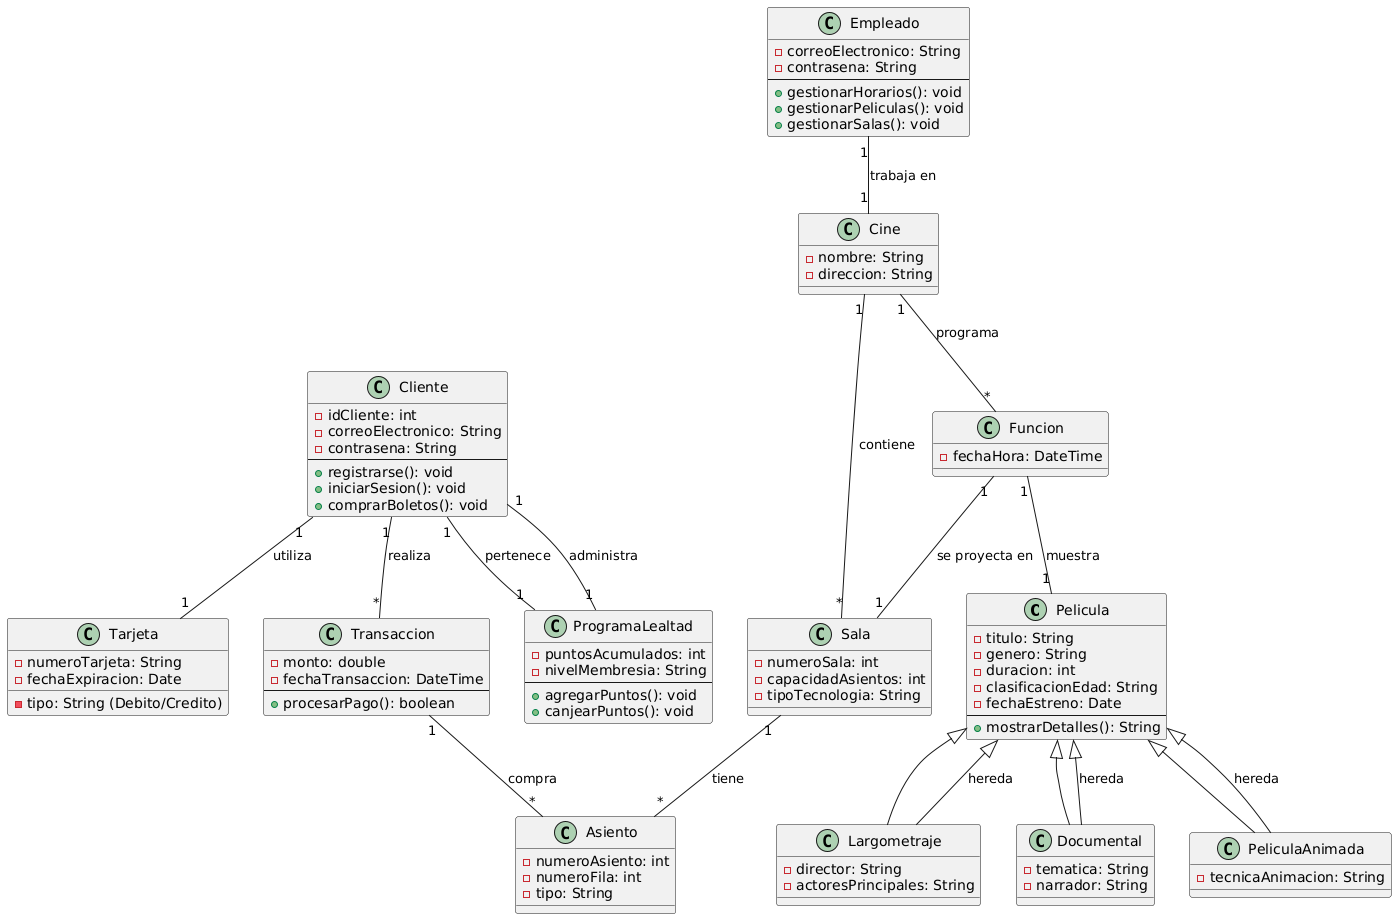 Empleado
correoElectronico: String
contrasena: String
gestionarHorarios(): void
gestionarPeliculas(): void
gestionarSalas(): void
1
trabaja en
1
Cine
nombre: String
direccion: String
1
1
programa
*
contiene
*
Funcion
fechaHora: DateTime
1
1
se proyecta en
muestra
1
1
Cliente
idCliente: int
correoElectronico: String
contrasena: String
registrarse(): void
iniciarSesion(): void
comprarBoletos(): void
1
1
1
1
utiliza
realiza
pertenece
administra
1
*
1
1
Tarjeta
numeroTarjeta: String
fechaExpiracion: Date
tipo: String (Debito/Credito)
Transaccion
monto: double
fechaTransaccion: DateTime
procesarPago(): boolean
ProgramaLealtad
puntosAcumulados: int
nivelMembresia: String
agregarPuntos(): void
canjearPuntos(): void
Sala
numeroSala: int
capacidadAsientos: int
tipoTecnologia: String
Pelicula
titulo: String
genero: String
duracion: int
clasificacionEdad: String
fechaEstreno: Date
mostrarDetalles(): String
1
compra
*
1
tiene
*
hereda
hereda
hereda
Asiento
numeroAsiento: int
numeroFila: int
tipo: String
Largometraje
director: String
actoresPrincipales: String
Documental
tematica: String
narrador: String
PeliculaAnimada
tecnicaAnimacion: String